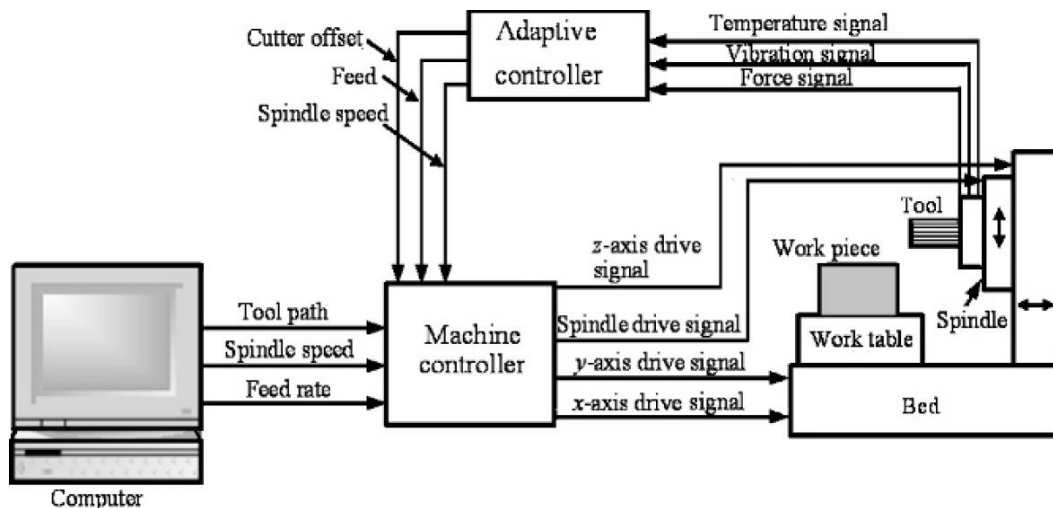 Cutter offset
Feed
Spindle speed
Adaptive
controller
Temperature signal
Vibration signal
Force signal
Tool
z-axis drive
signal
Work piece
Tool path
Spindle speed
Feed rate
Machine
controller
Spindle drive signal
y-axis drive signal
x-axis drive signal
Work table
Spindle
Bed
Computer